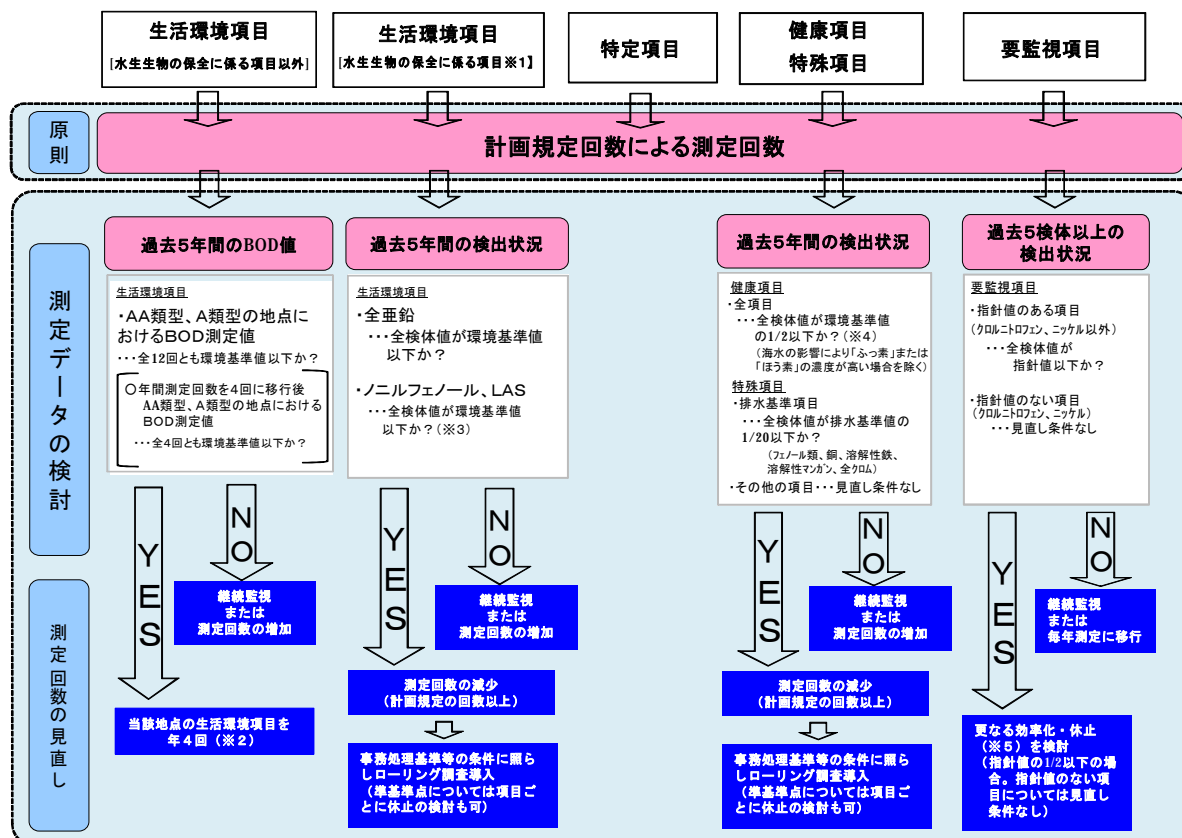 生活環境項目
[水生生物の保全に係る項目以外]
生活環境項目
[水生生物の保全に係る項目※1】
特定項目
健康項目
特殊項目
要監視項目
原則
計画規定回数による測定回数
測定データの検討
過去5年間のBOD値
生活環境項目
・AA類型、A類型の地点に
おけるBOD測定値
・・・全12回とも環境基準値以下か？
○年間測定回数を4回に移行後
AA類型、A類型の地点における
BOD測定値
・・・全4回とも環境基準値以下か？
YES
NO
過去5年間の検出状況
生活環境項目
・全亜鉛
・・・全検体値が環境基準値
以下か？
・ノニルフェノール、LAS
・・・全検体値が環境基準値
以下か？(※3)
YES
NO
過去5年間の検出状況
健康項目
・全項目
・・・全検体値が環境基準値
の1/2以下か？(※4)
(海水の影響により「ふっ素」または
「ほう素」の濃度が高い場合を除く)
特殊項目
・排水基準項目
・・・全検体値が排水基準値の
1/20以下か？
(フェノール類、銅、溶解性鉄、
溶解性マンガン、全クロム)
・その他の項目・・・見直し条件なし
YES
NO
過去5検体以上の
検出状況
要監視項目
・指針値のある項目
(クロルニトロフェン、ニッケル以外)
・・・全検体値が
指針値以下か？
・指針値のない項目
(クロルニトロフェン、ニッケル)
・・・見直し条件なし
YES
NO
測定回数の見直し
継続監視
または
測定回数の増加
当該地点の生活環境項目を
年4回（※2）
継続監視
または
測定回数の増加
測定回数の減少
（計画規定の回数以上）
事務処理基準等の条件に照ら
しローリング調査導入
（準基準点については項目ご
とに休止の検討も可）
継続監視
または
測定回数の増加
測定回数の減少
（計画規定の回数以上）
事務処理基準等の条件に照ら
しローリング調査導入
（準基準点については項目ご
とに休止の検討も可）
継続監視
または
毎年測定に移行
更なる効率化・休止
（※5）を検討
（指針値の1/2以下の場
合。指針値のない項
目については見直し
条件なし）